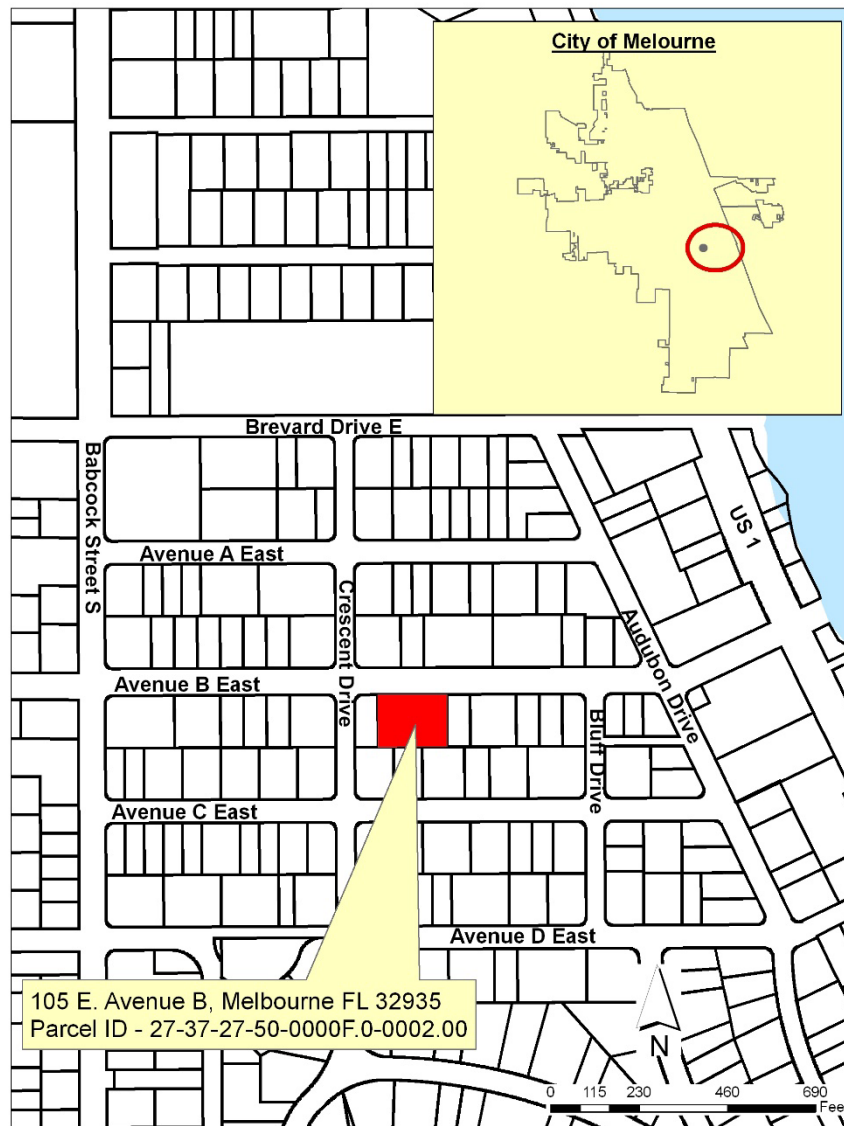 City of Melourne
Brevard Drive E
Babcock Street S
US 1
Avenue A East
Crescent Drive
Audubon Drive
Avenue B East
Bluff Drive
Avenue C East
Avenue D East
105 E. Avenue B, Melbourne FL 32935
Parcel ID - 27-37-27-50-0000F.0-0002.00
N
0 115 230 460 690
Fee